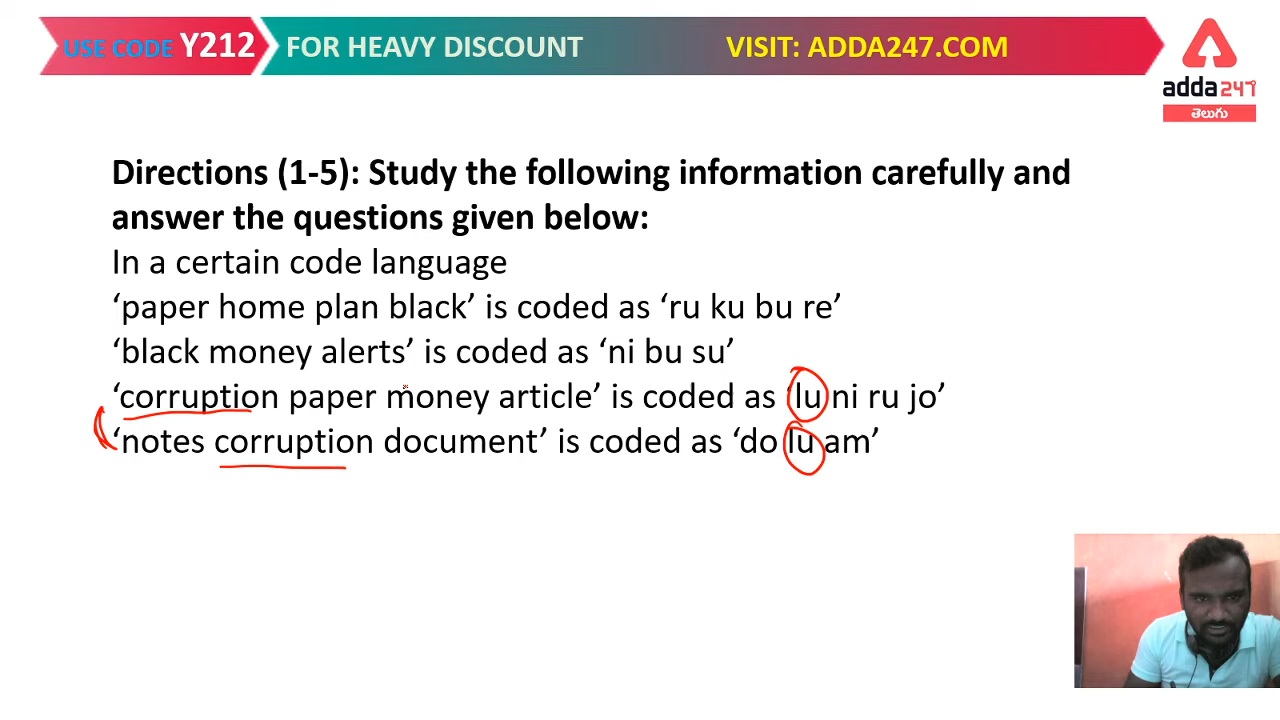 USE CODE Y212 FOR HEAVY DISCOUNT VISIT: ADDA247.COM
adda247
తెలుగు
Directions (1-5): Study the following information carefully and
answer the questions given below:
In a certain code language
‘paper home plan black’ is coded as ‘ru ku bu re’
‘black money alerts’ is coded as ‘ni bu su’
‘corruption paper money article’ is coded as ‘lu ni ru jo’
‘notes corruption document’ is coded as ‘do lu am’